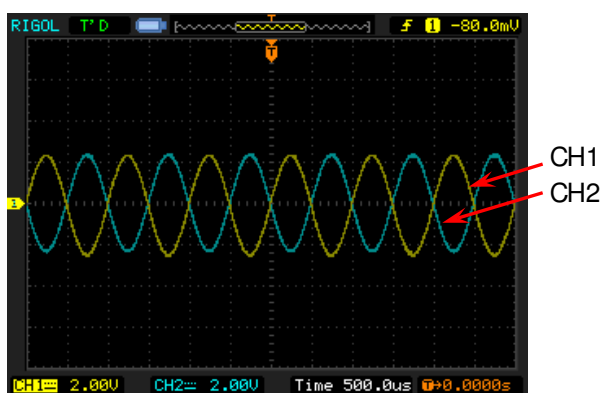 RIGOL T'D T f 1 -80.0mV
T
CH1
CH2
1
CH1 2.00V CH2 2.00V Time 500.0us T→0.0000s